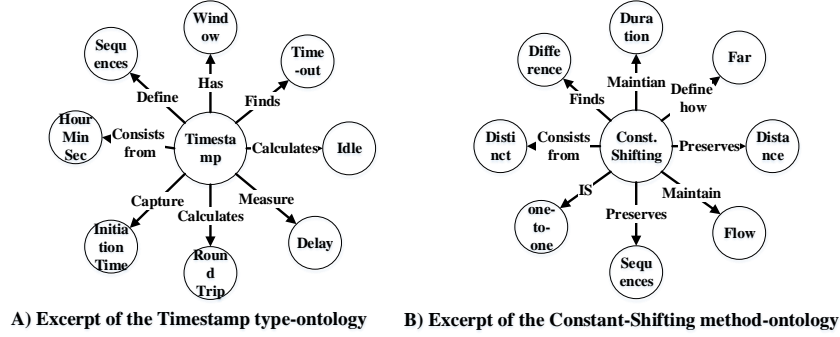 Wind
ow
Sequ
ences
Time
-out
Has
Define
Finds
Hour
Min
Sec
Consists
from
Timesta
mp
Calculates
Idle
Capture
Calculates
Measure
Initia
tion
Time
Roun
d
Trip
Delay
A) Excerpt of the Timestamp type-ontology
Dura
tion
Diffe
rence
Far
Maintian
Define
how
Finds
Disti
nct
Consists
from
Const.
Shifting
Preserves
Dista
nce
IS
Maintain
Preserves
one-
to-
one
Flow
Sequ
ences
B) Excerpt of the Constant-Shifting method-ontology